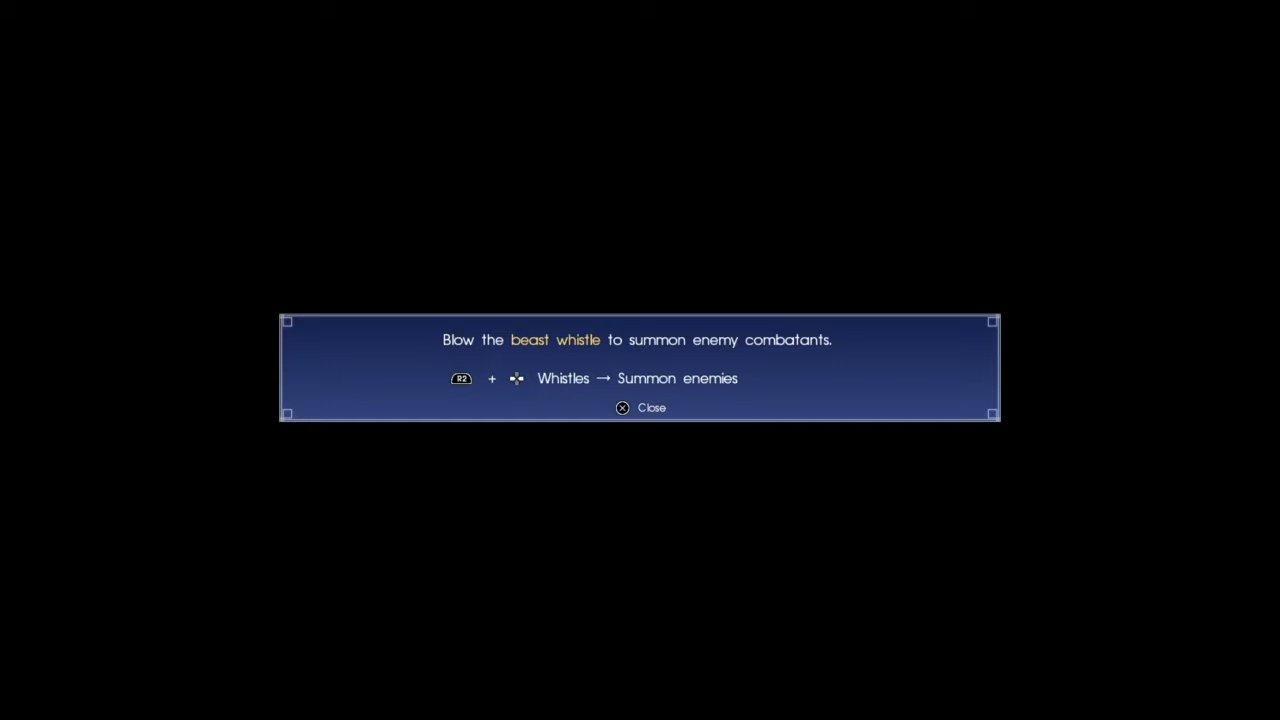 Blow the beast whistle to summon enemy combatants.
R2 + Whistles → Summon enemies
Close